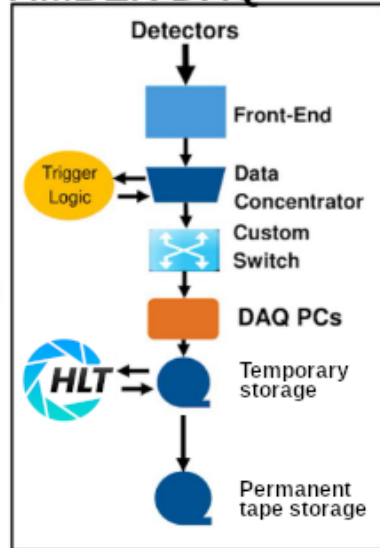 Detectors
Front-End
Trigger
Logic
Data
Concentrator
Custom
Switch
DAQ PCs
HLT
Temporary
storage
Permanent
tape storage